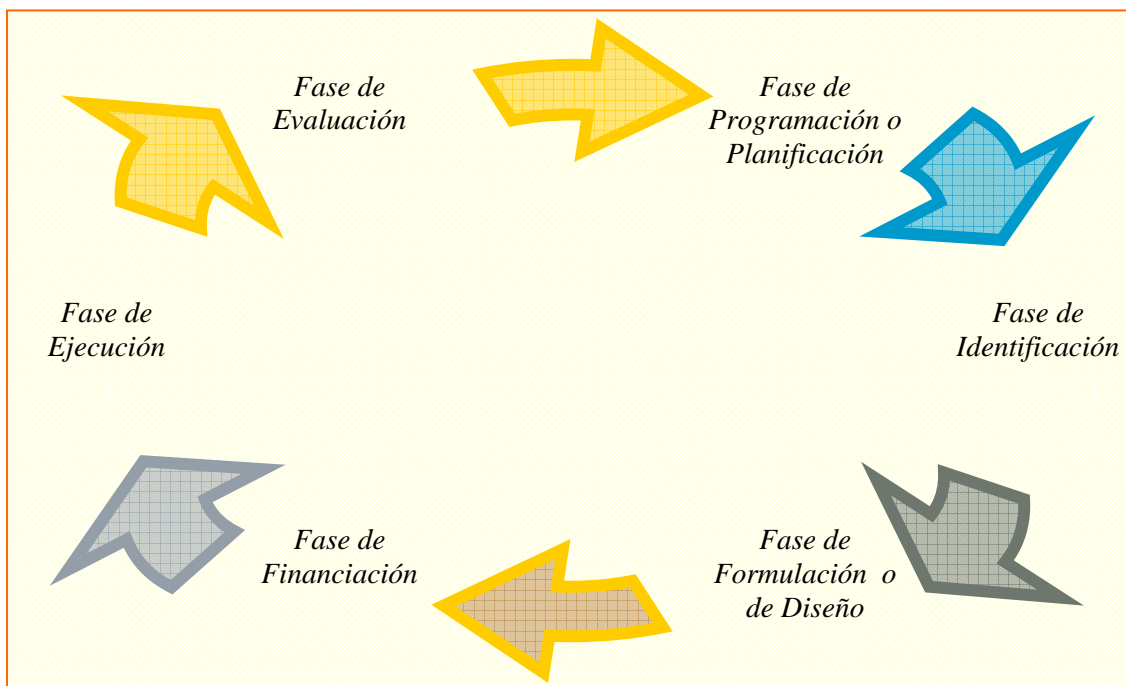 Fase de
Evaluación
Fase de
Programación o
Planificación
Fase de
Ejecución
Fase de
Identificación
Fase de
Financiación
Fase de
Formulación o
de Diseño